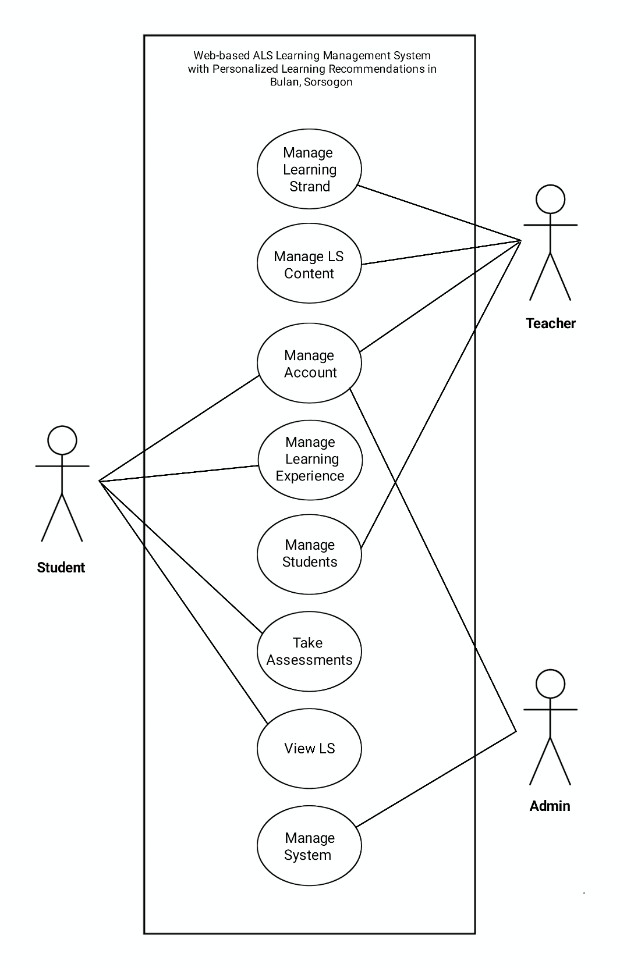 Web-based ALS Learning Management System
with Personalized Learning Recommendations in
Bulan, Sorsogon
Manage
Learning
Strand
Manage LS
Content
Teacher
Manage
Account
Manage
Learning
Experience
Manage
Students
Student
Take
Assessments
View LS
Admin
Manage
System